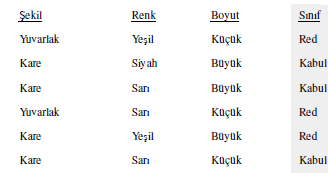 Şekil Renk Boyut Sınıf
Yuvarlak Yeşil Küçük Red
Kare Siyah Büyük Kabul
Kare Sarı Büyük Kabul
Yuvarlak Sarı Küçük Red
Kare Yeşil Büyük Red
Kare Sarı Küçük Kabul